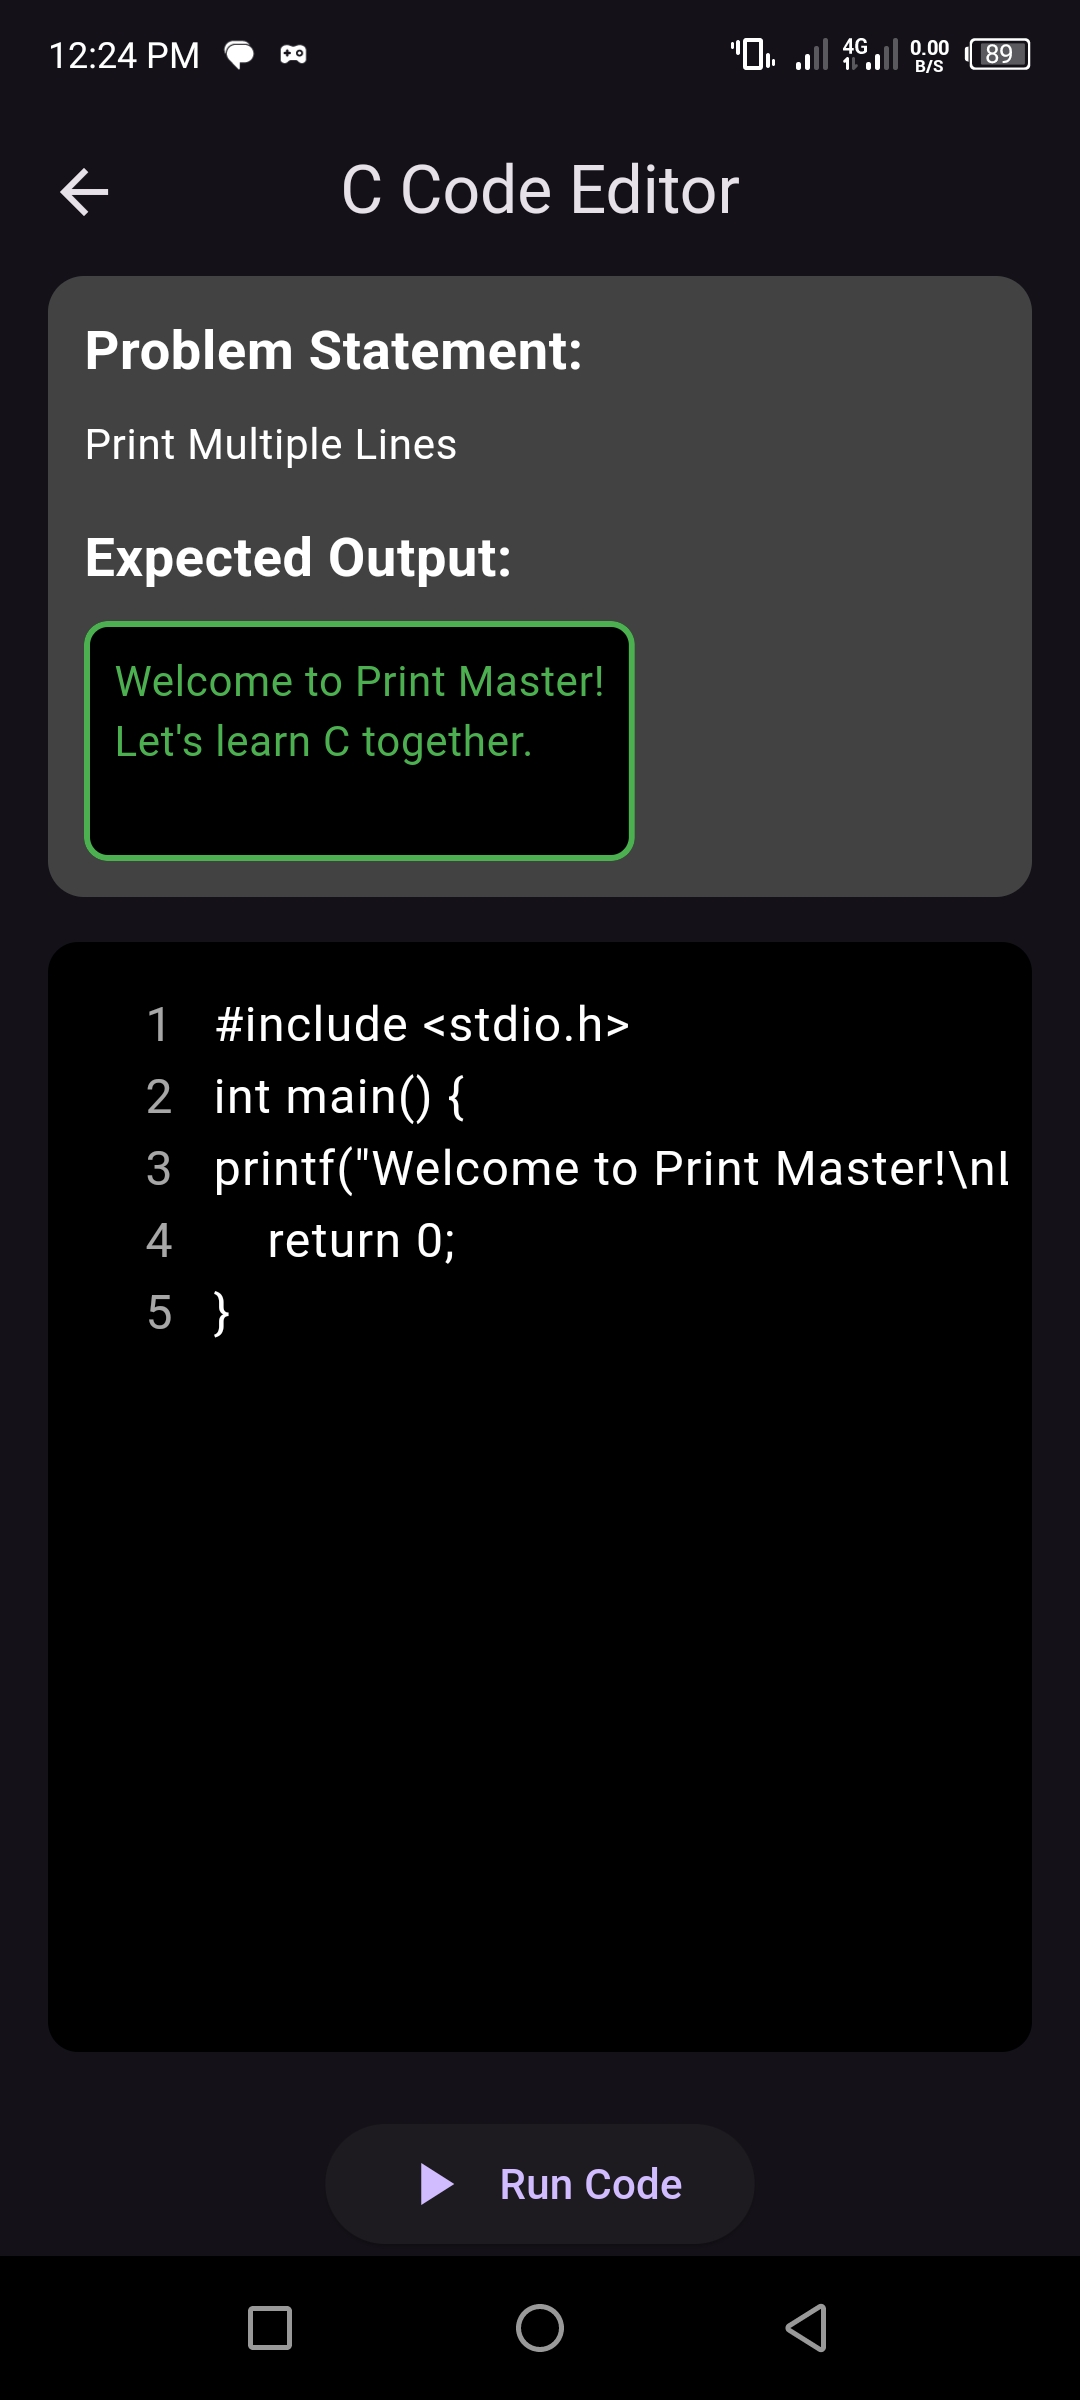 12:24 PM
4G
0.00
B/S
89
C Code Editor
Problem Statement:
Print Multiple Lines
Expected Output:
Welcome to Print Master!
Let's learn C together.
1 #include <stdio.h>
2 int main() {
3 printf("Welcome to Print Master!\n
4 return 0;
5 }
Run Code